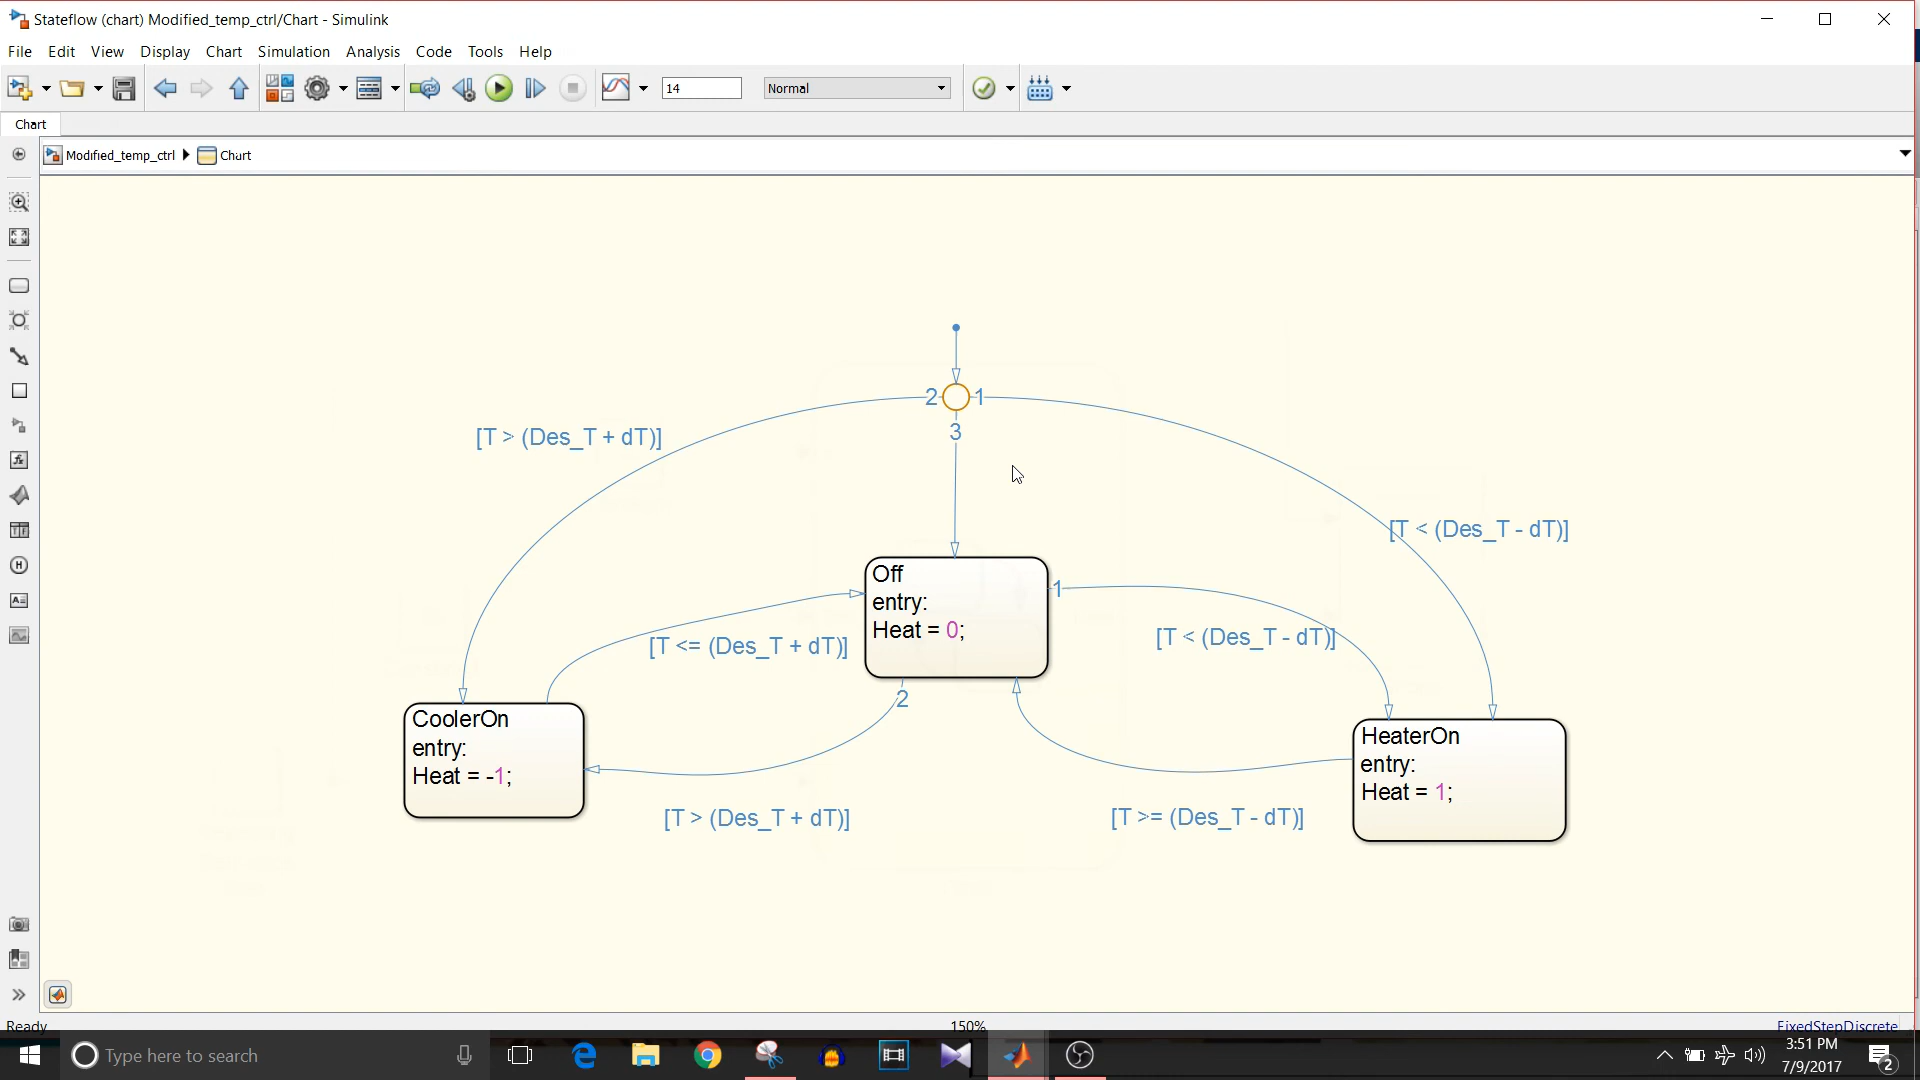 Stateflow (chart) Modified_temp_ctrl/Chart - Simulink
File Edit View Display Chart Simulation Analysis Code Tools Help
14 Normal
Chart
Modified_temp_ctrl Chart
2 1
3
[T > (Des_T + dT)]
[T < (Des_T - dT)]
Off
entry:
Heat = 0;
1
[T <= (Des_T + dT)]
[T < (Des_T - dT)]
2
CoolerOn
entry:
Heat = -1;
HeaterOn
entry:
Heat = 1;
[T > (Des_T + dT)]
[T >= (Des_T - dT)]
Ready 150% FixedStepDiscrete
Type here to search
3:51 PM
7/9/2017
2